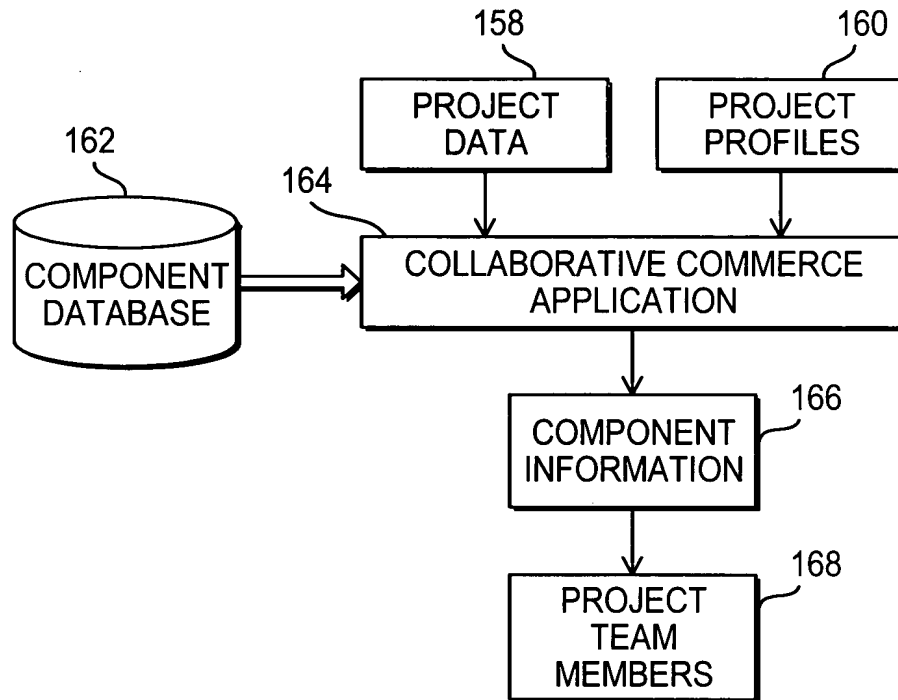 158
160
PROJECT
DATA
PROJECT
PROFILES
162
164
COMPONENT
DATABASE
COLLABORATIVE COMMERCE
APPLICATION
166
COMPONENT
INFORMATION
168
PROJECT
TEAM
MEMBERS